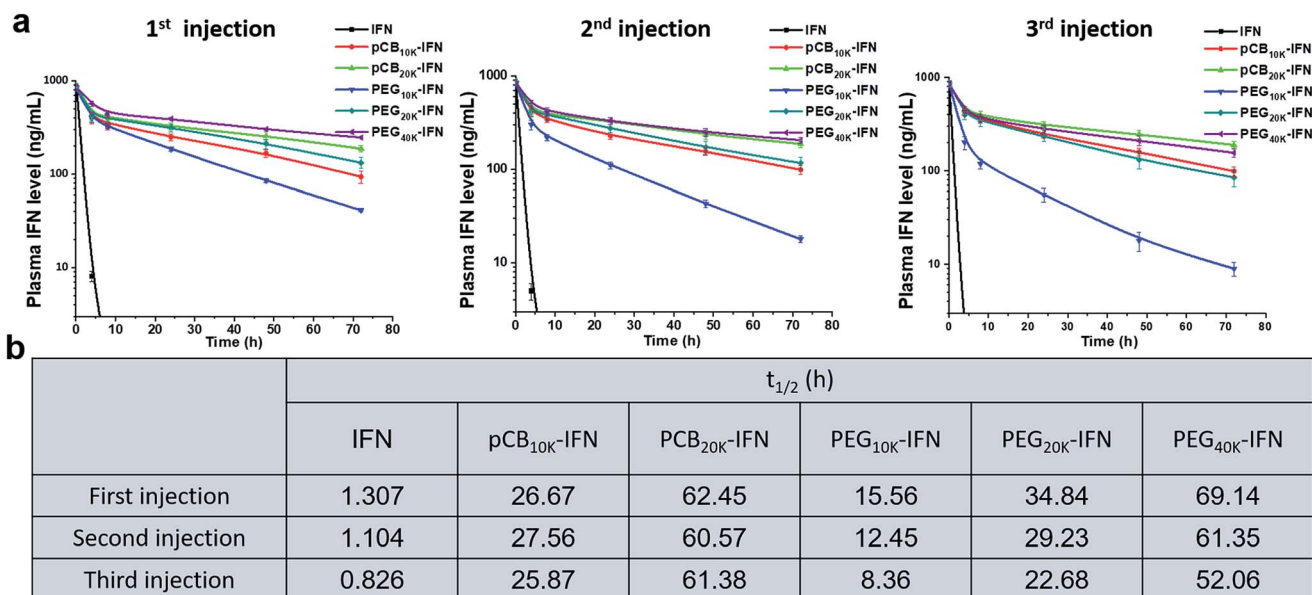 a
1st injection
IFN
pCB10K-IFN
pCB20K-IFN
PEG10K-IFN
PEG20K-IFN
PEG40K-IFN
Plasma IFN level (ng/mL)
1000
100
10
0 10 20 30 40 50 60 70 80
Time (h)
2nd injection
IFN
pCB10K-IFN
pCB20K-IFN
PEG10K-IFN
PEG20K-IFN
PEG40K-IFN
Plasma IFN level (ng/mL)
1000
100
10
0 10 20 30 40 50 60 70 80
Time (h)
3rd injection
IFN
pCB10K-IFN
pCB20K-IFN
PEG10K-IFN
PEG20K-IFN
PEG40K-IFN
Plasma IFN level (ng/mL)
1000
100
10
0 10 20 30 40 50 60 70 80
Time (h)
b
t1/2 (h)
IFN pCB10K-IFN PCB20K-IFN PEG10K-IFN PEG20K-IFN PEG40K-IFN
First injection 1.307 26.67 62.45 15.56 34.84 69.14
Second injection 1.104 27.56 60.57 12.45 29.23 61.35
Third injection 0.826 25.87 61.38 8.36 22.68 52.06